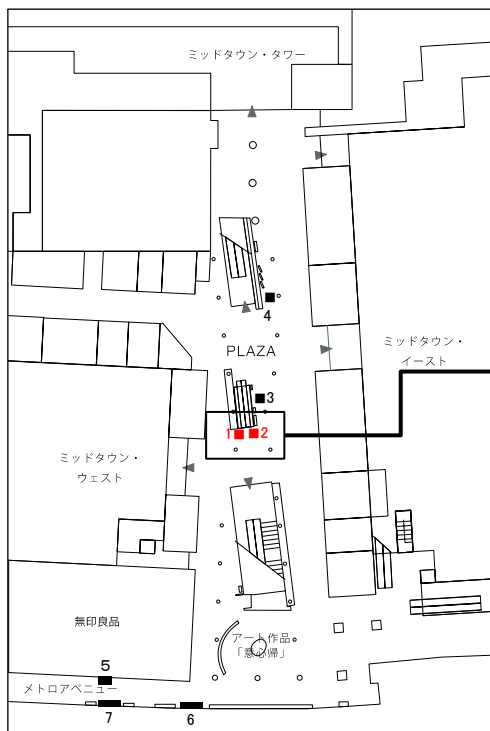 ミッドタウン・タワー
4
PLAZA
ミッドタウン・
イースト
3
1
2
ミッドタウン・
ウェスト
無印良品
アート作品
「意心帰」
5
メトロアベニュー
7
6